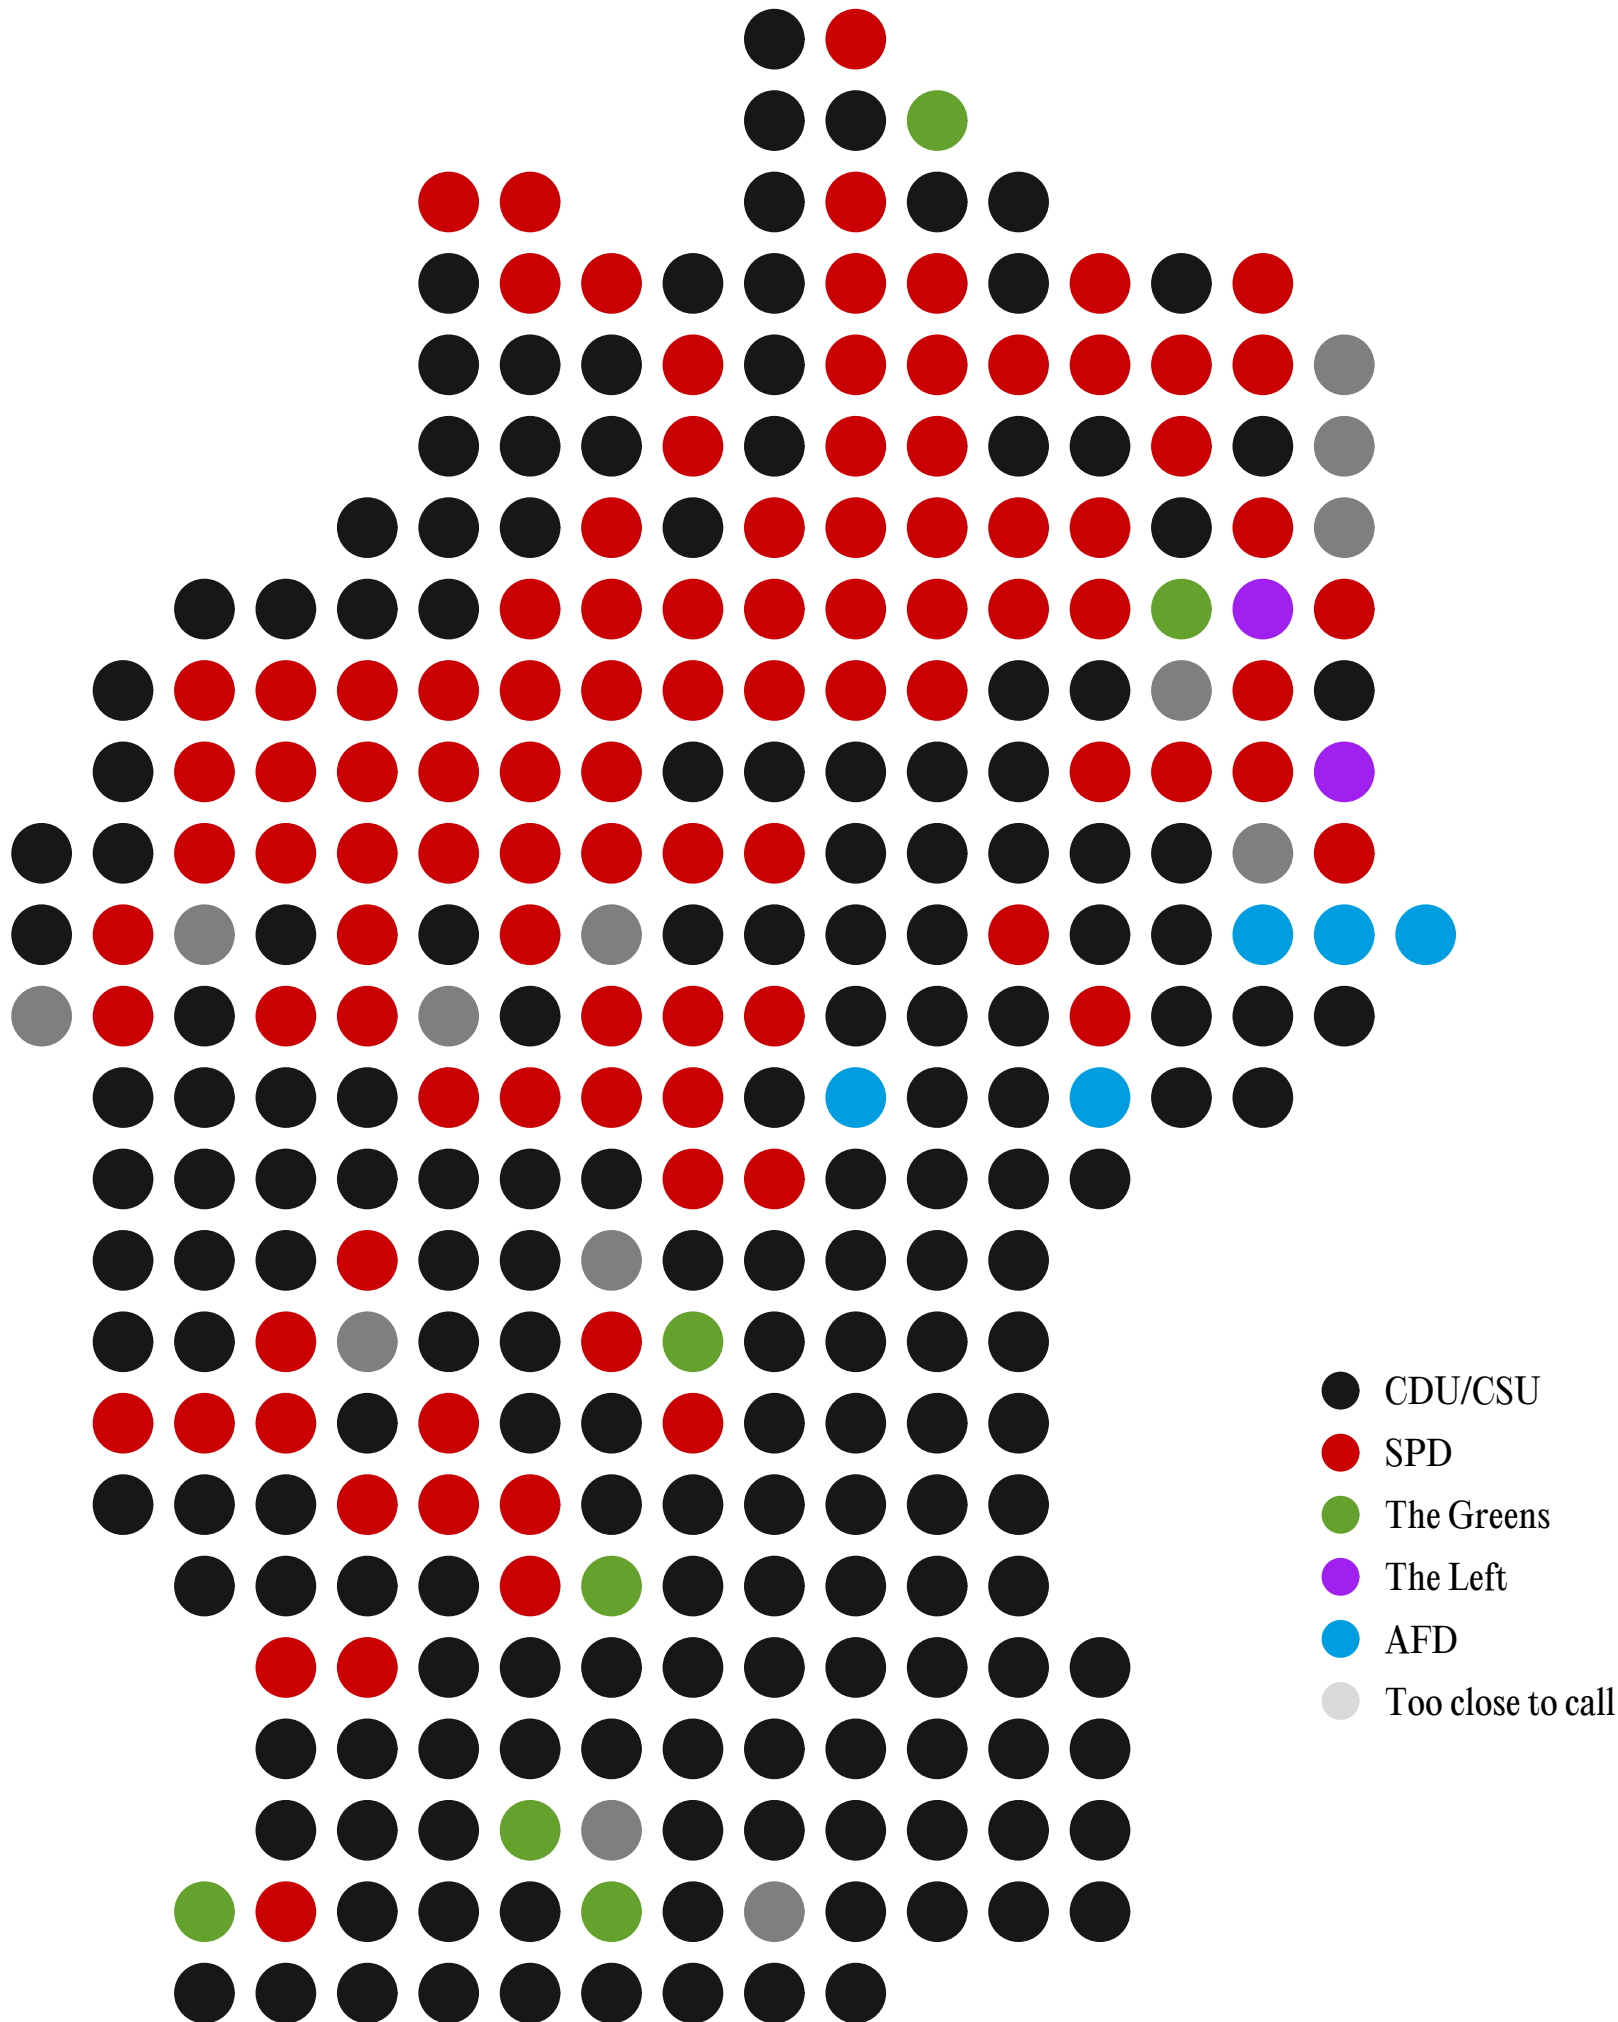 CDU/CSU
SPD
The Greens
The Left
AFD
Too close to call